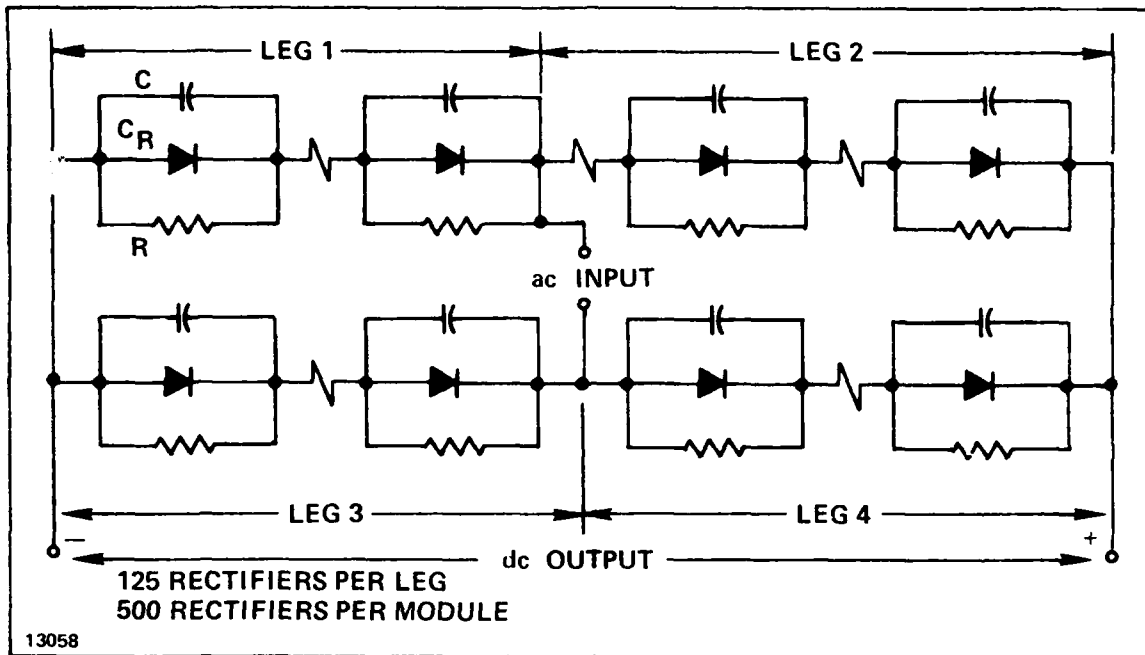 LEG 1
LEG 2
C
C_R
R
ac INPUT
LEG 3
LEG 4
—
+
dc OUTPUT
125 RECTIFIERS PER LEG
500 RECTIFIERS PER MODULE
13058